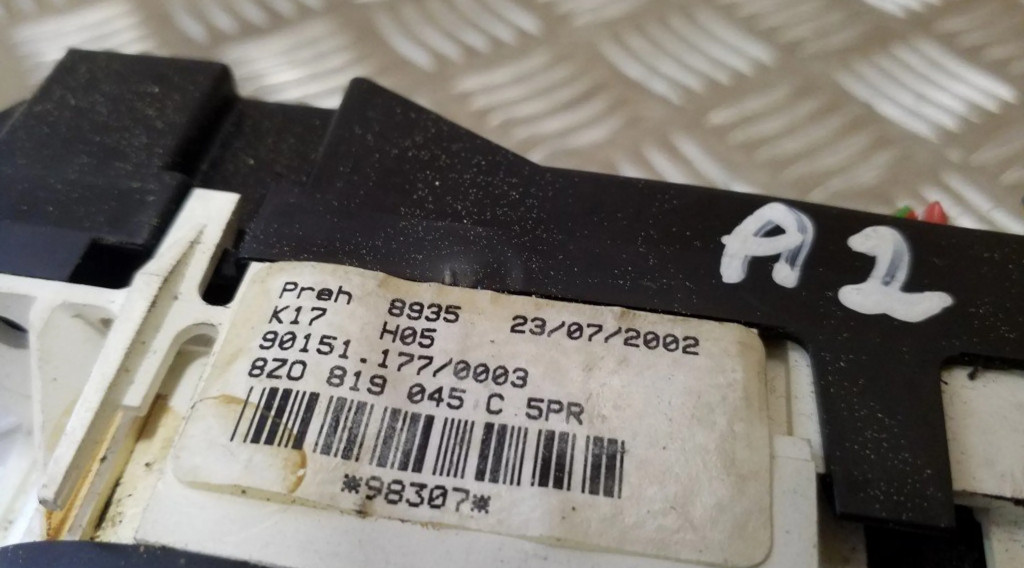 A2
Preh 8935 23/07/2002
K17 H05
90151.177/0003
8Z0 819 045 C 5PR
*98307*